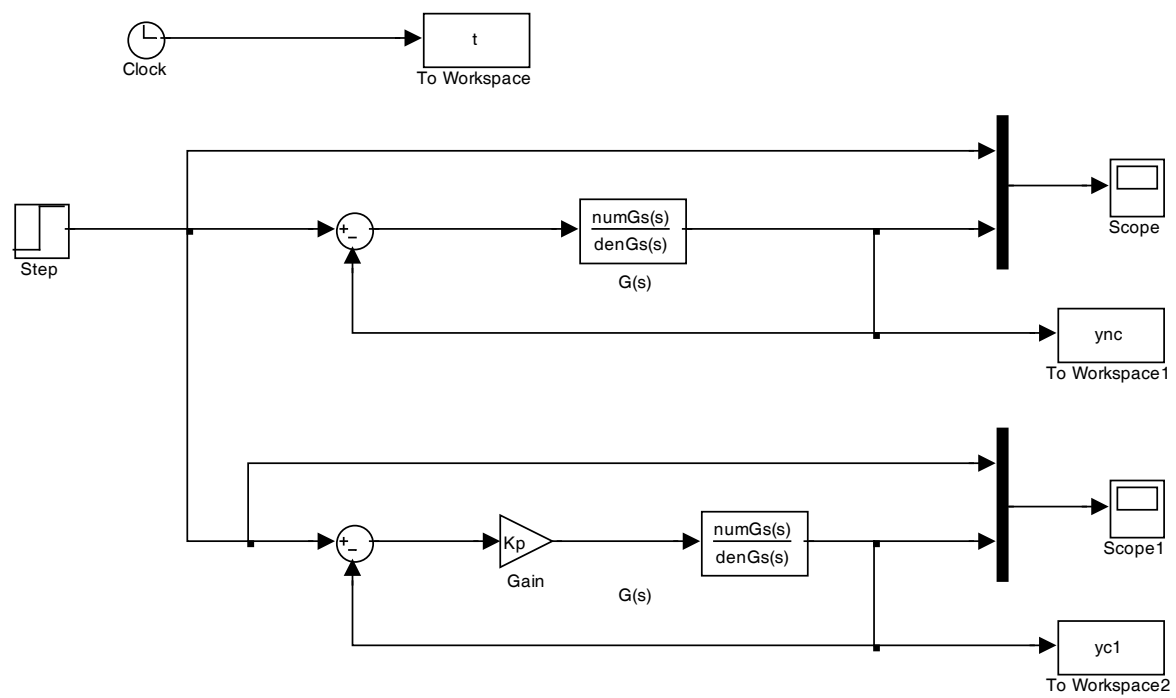 t
Clock
To Workspace
Step
+
−
numGs(s)
denGs(s)
G(s)
Scope
ync
To Workspace1
+
−
Kp
Gain
numGs(s)
denGs(s)
G(s)
Scope1
yc1
To Workspace2